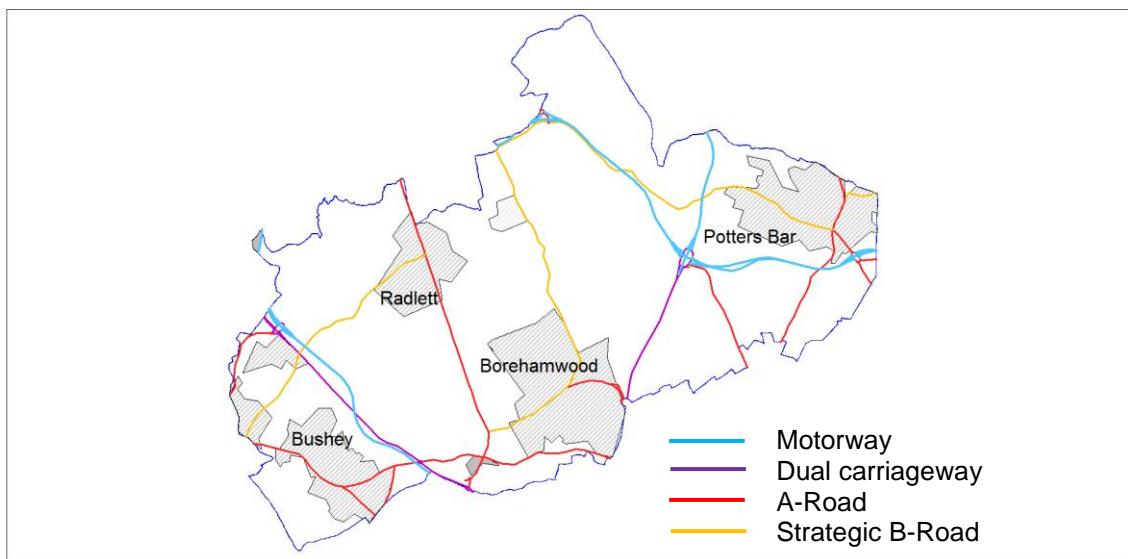 Potters Bar
Radlett
Borehamwood
Bushey
Motorway
Dual carriageway
A-Road
Strategic B-Road